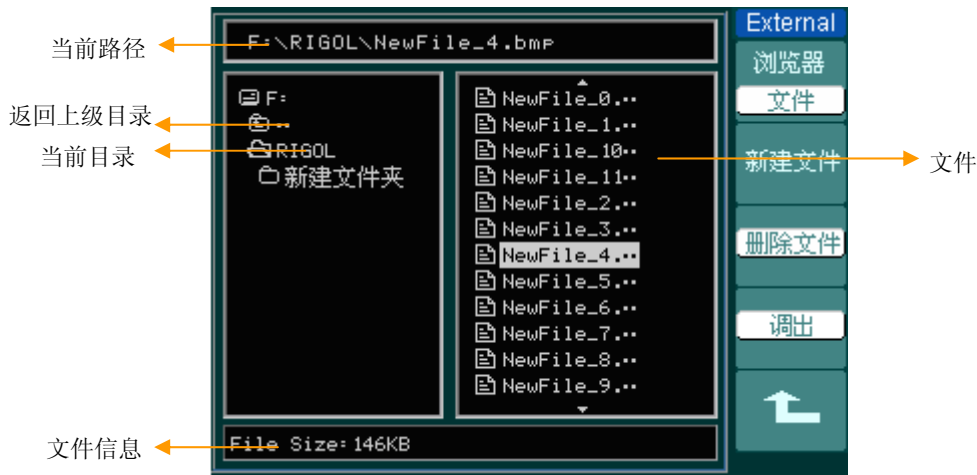 当前路径
返回上级目录
当前目录
文件信息
F:\RIGOL\NewFile_4.bmp
F:
..
RIGOL
新建文件夹
NewFile_0...
NewFile_1...
NewFile_10..
NewFile_11..
NewFile_2...
NewFile_3...
NewFile_4...
NewFile_5...
NewFile_6...
NewFile_7...
NewFile_8...
NewFile_9...
File Size: 146KB
External
浏览器
文件
新建文件
删除文件
调出
文件